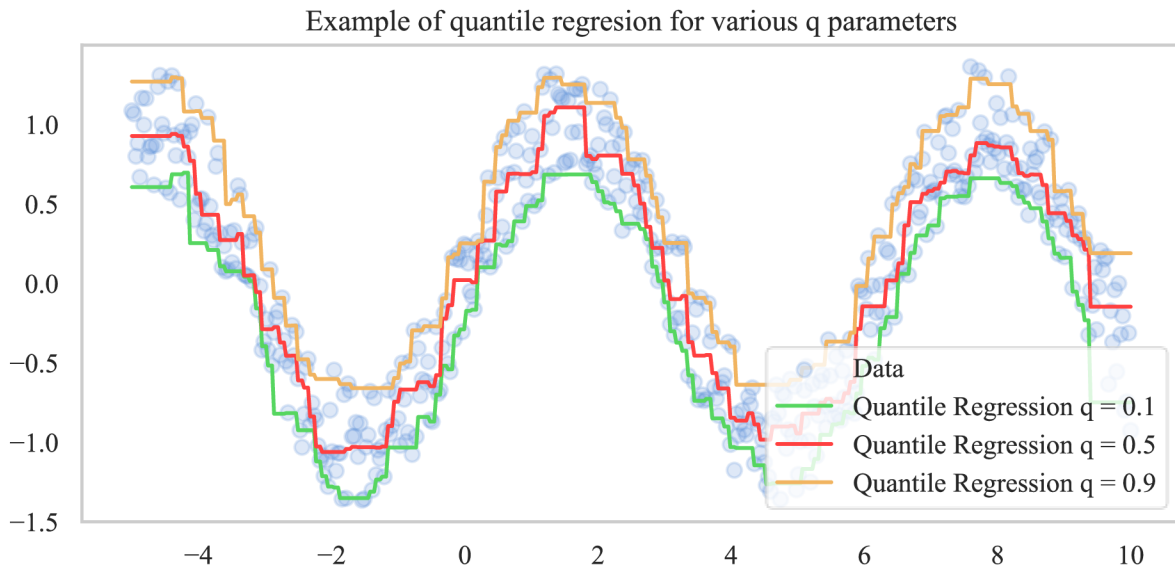 Example of quantile regresion for various q parameters
1.0
0.5
0.0
−0.5
−1.0
−1.5
−4
−2
0
2
4
6
8
10
Data
Quantile Regression q = 0.1
Quantile Regression q = 0.5
Quantile Regression q = 0.9